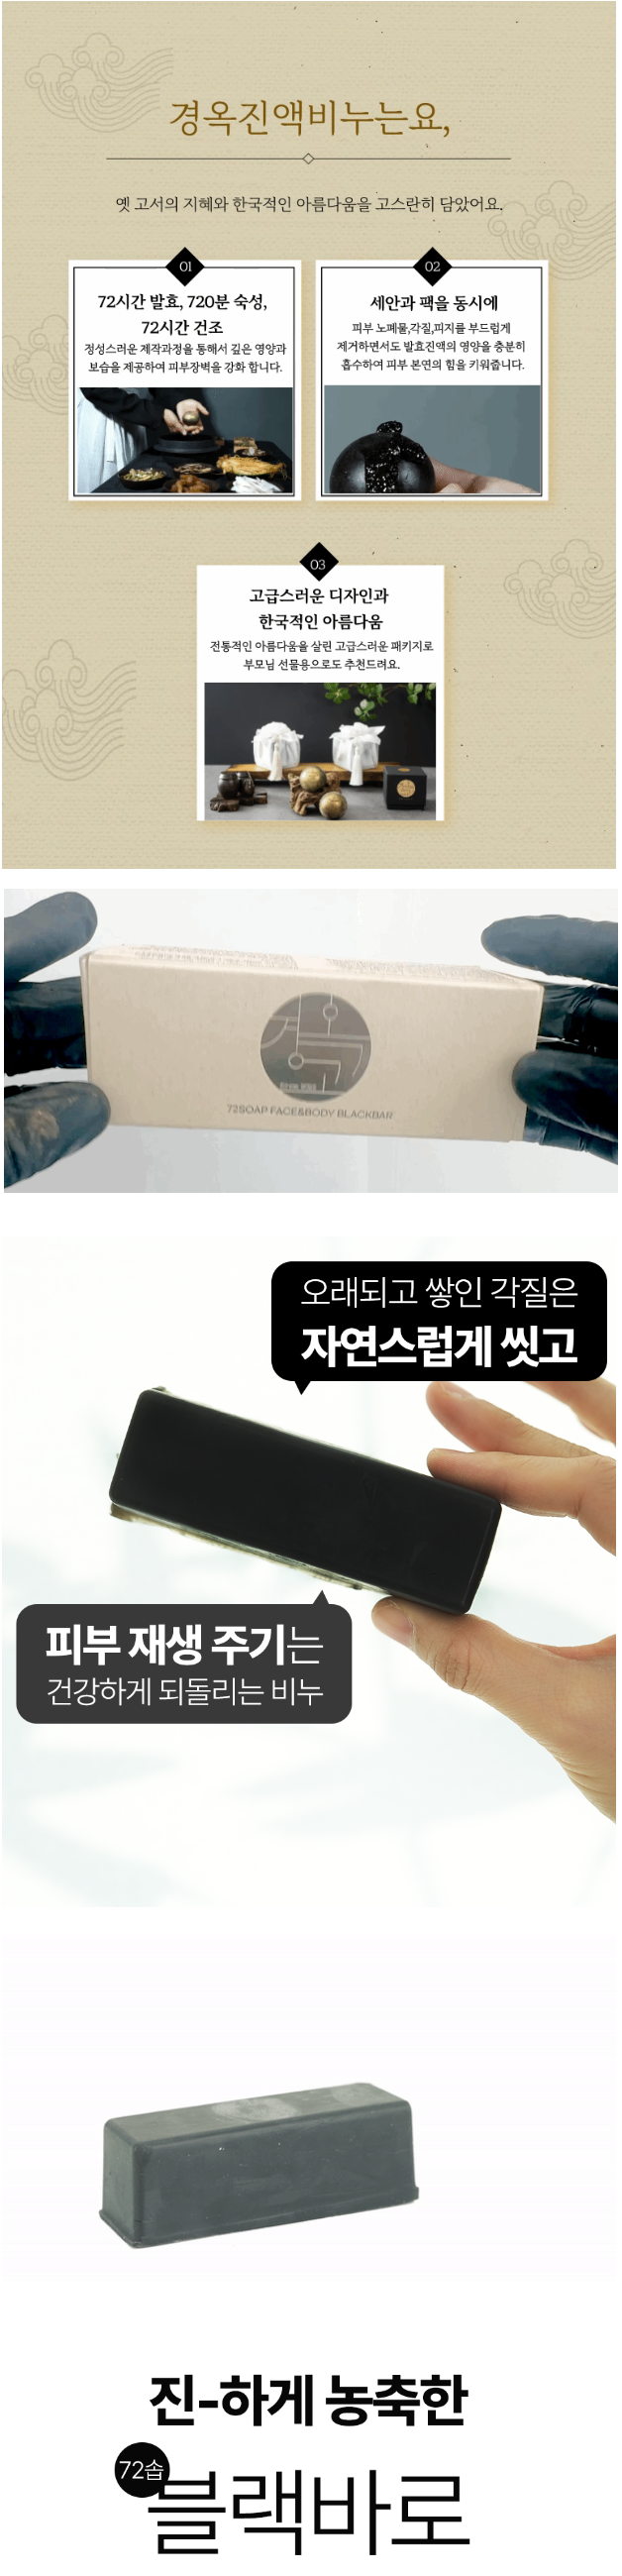 경옥진액비누는요,
옛 고서의 지혜와 한국적인 아름다움을 고스란히 담았어요.
01
72시간 발효, 720분 숙성,
72시간 건조
정성스러운 제작과정을 통해서 깊은 영양과
보습을 제공하여 피부장벽을 강화 합니다.
02
세안과 팩을 동시에
피부 노폐물,각질,피지를 부드럽게
제거하면서도 발효진액의 영양을 충분히
흡수하여 피부 본연의 힘을 키워줍니다.
03
고급스러운 디자인과
한국적인 아름다움
전통적인 아름다움을 살린 고급스러운 패키지로
부모님 선물용으로도 추천드려요.
72SOAP FACE&BODY BLACKBAR
오래되고 쌓인 각질은
자연스럽게 씻고
피부 재생 주기는
건강하게 되돌리는 비누
진-하게 농축한
72솝
블랙바로